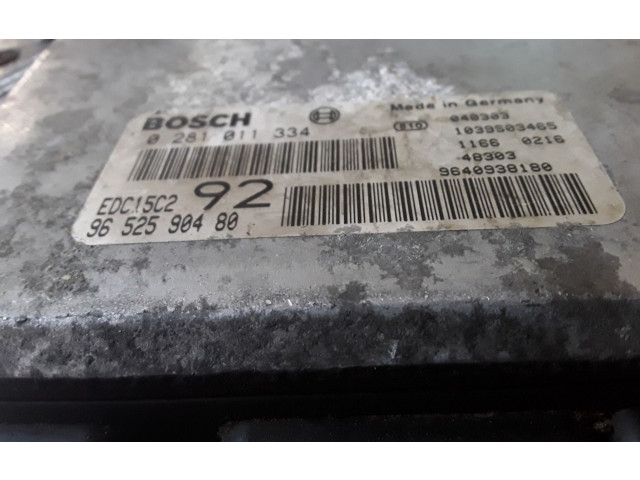 BOSCH
Made in Germany
0 281 011 334
040303
1039S03465
1166 0216
48303
9640938180
EDC15C2 92
96 525 904 80